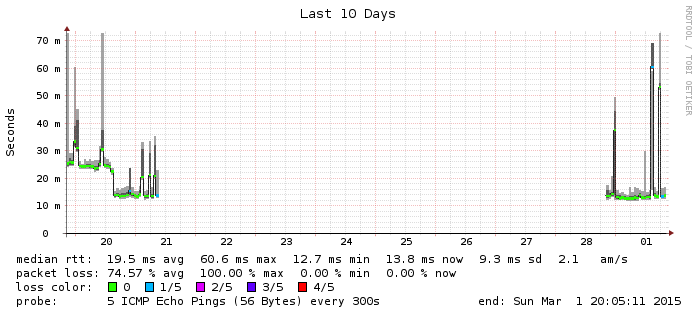 Last 10 Days
RRDTOOL / TOBI OETIKER
Seconds
70 m
60 m
50 m
40 m
30 m
20 m
10 m
0
20 21 22 23 24 25 26 27 28 01
median rtt: 19.5 ms avg 60.6 ms max 12.7 ms min 13.8 ms now 9.3 ms sd 2.1 am/s
packet loss: 74.57 % avg 100.00 % max 0.00 % min 0.00 % now
loss color: 0 1/5 2/5 3/5 4/5
probe: 5 ICMP Echo Pings (56 Bytes) every 300s end: Sun Mar 1 20:05:11 2015